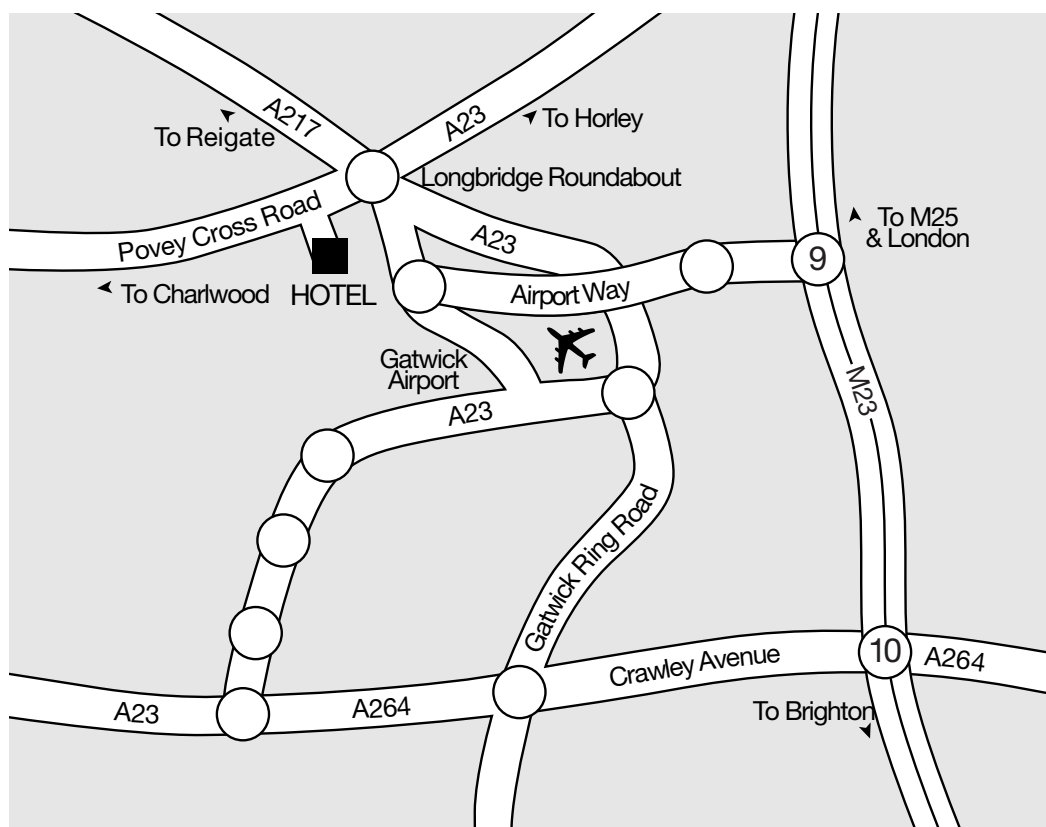 A217
A23
To Horley
To Reigate
Longbridge Roundabout
Povey Cross Road
A23
To M25
& London
9
To Charlwood
HOTEL
Airport Way
Gatwick
Airport
M23
A23
Gatwick Ring Road
Crawley Avenue
10
A264
A23
A264
To Brighton